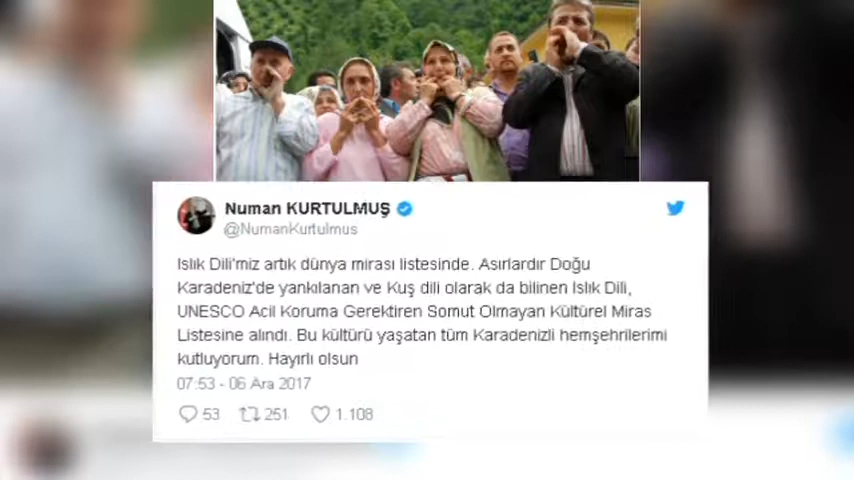 Numan KURTULMUŞ
@NumanKurtulmus
Islık Dili'miz artık dünya mirası listesinde. Asırlardır Doğu
Karadeniz'de yankılanan ve Kuş dili olarak da bilinen Islık Dili,
UNESCO Acil Koruma Gerektiren Somut Olmayan Kültürel Miras
Listesine alındı. Bu kültürü yaşatan tüm Karadenizli hemşehrilerimi
kutluyorum. Hayırlı olsun
07:53 - 06 Ara 2017
53 251 1.108